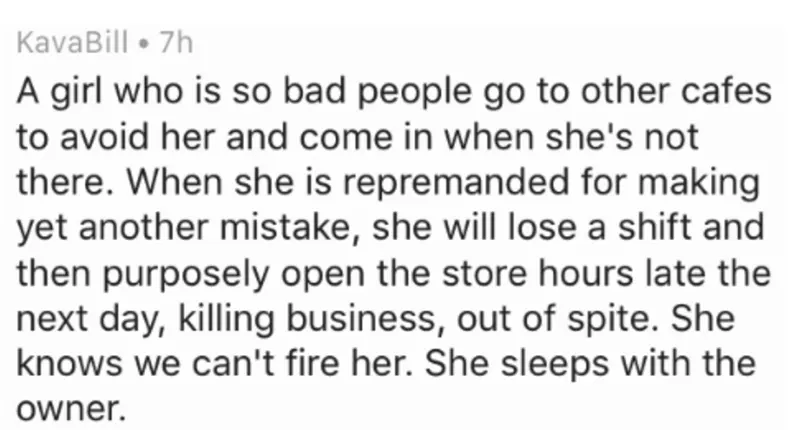 KavaBill • 7h
A girl who is so bad people go to other cafes
to avoid her and come in when she's not
there. When she is repremanded for making
yet another mistake, she will lose a shift and
then purposely open the store hours late the
next day, killing business, out of spite. She
knows we can't fire her. She sleeps with the
owner.